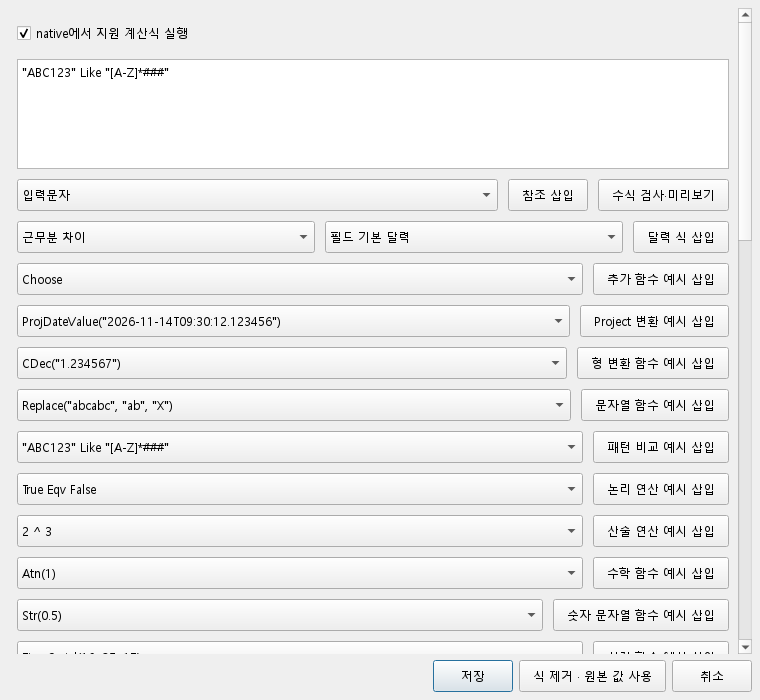 native에서 지원 계산식 실행
"ABC123" Like "[A-Z]*###"
입력문자
참조 삽입
수식 검사·미리보기
근무분 차이
필드 기본 달력
달력 식 삽입
Choose
추가 함수 예시 삽입
ProjDateValue("2026-11-14T09:30:12.123456")
Project 변환 예시 삽입
CDec("1.234567")
형 변환 함수 예시 삽입
Replace("abcabc", "ab", "X")
문자열 함수 예시 삽입
"ABC123" Like "[A-Z]*###"
패턴 비교 예시 삽입
True Eqv False
논리 연산 예시 삽입
2 ^ 3
산술 연산 예시 삽입
Atn(1)
수학 함수 예시 삽입
Str(0.5)
숫자 문자열 함수 예시 삽입
저장
식 제거 · 원본 값 사용
취소